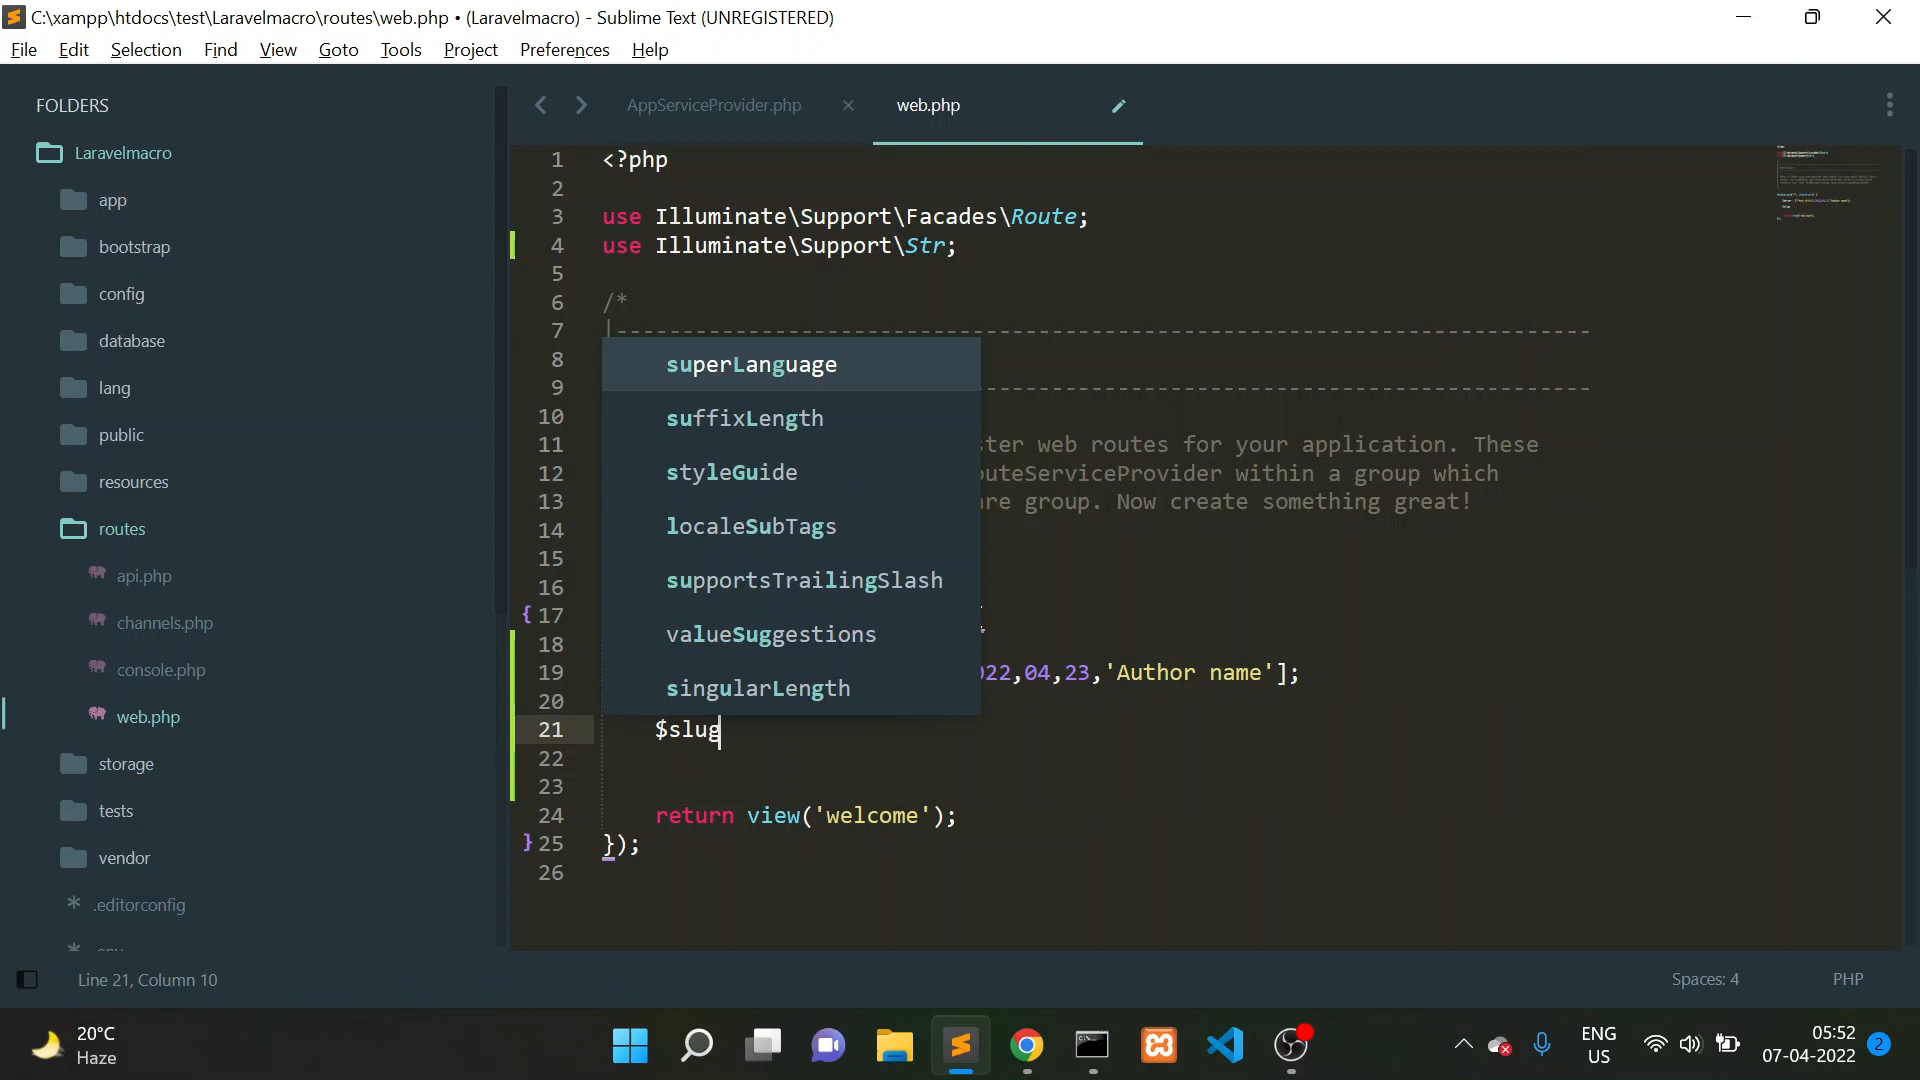 C:\xampp\htdocs\test\Laravelmacro\routes\web.php • (Laravelmacro) - Sublime Text (UNREGISTERED)
File Edit Selection Find View Goto Tools Project Preferences Help
FOLDERS
Laravelmacro
app
bootstrap
config
database
lang
public
resources
routes
api.php
channels.php
console.php
web.php
storage
tests
vendor
.editorconfig
AppServiceProvider.php
web.php
1 <?php
2
3 use Illuminate\Support\Facades\Route;
4 use Illuminate\Support\Str;
5
6 /*
7 |--------------------------------------------------------------------------
8
9 -----------------------------------------------
10
11 ster web routes for your application. These
12 outeServiceProvider within a group which
13 are group. Now create something great!
14
15
16
{ 17
18
19 022,04,23,'Author name'];
20
21 $slug
22
23
24 return view('welcome');
} 25 });
26
superLanguage
suffixLength
styleGuide
localeSubTags
supportsTrailingSlash
valueSuggestions
singularLength
Line 21, Column 10
Spaces: 4
PHP
20°C
Haze
ENG
US
05:52
07-04-2022
2